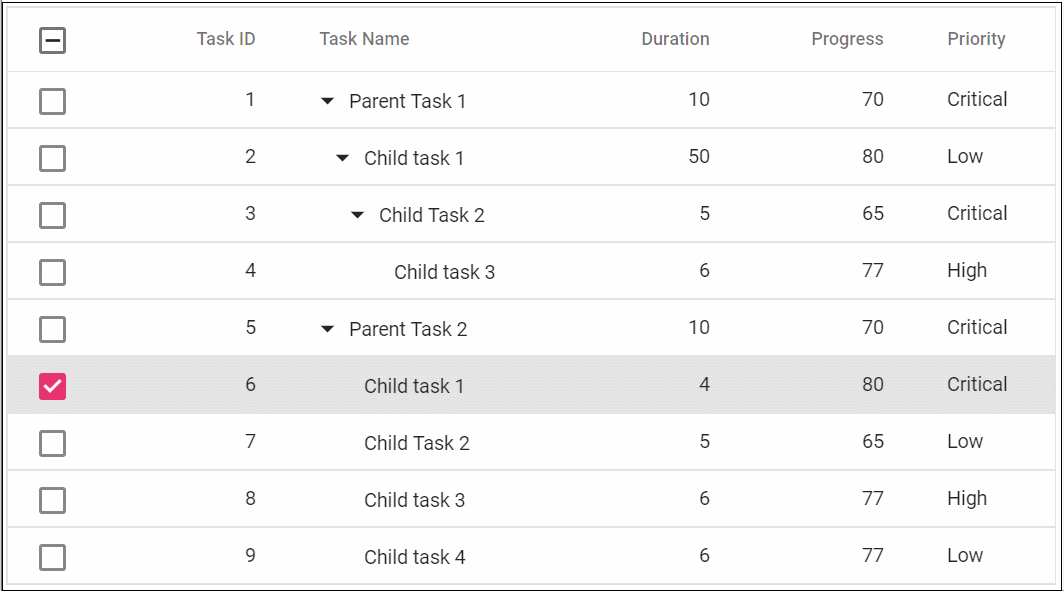 Task ID Task Name Duration Progress Priority
1 Parent Task 1 10 70 Critical
2 Child task 1 50 80 Low
3 Child Task 2 5 65 Critical
4 Child task 3 6 77 High
5 Parent Task 2 10 70 Critical
6 Child task 1 4 80 Critical
7 Child Task 2 5 65 Low
8 Child task 3 6 77 High
9 Child task 4 6 77 Low